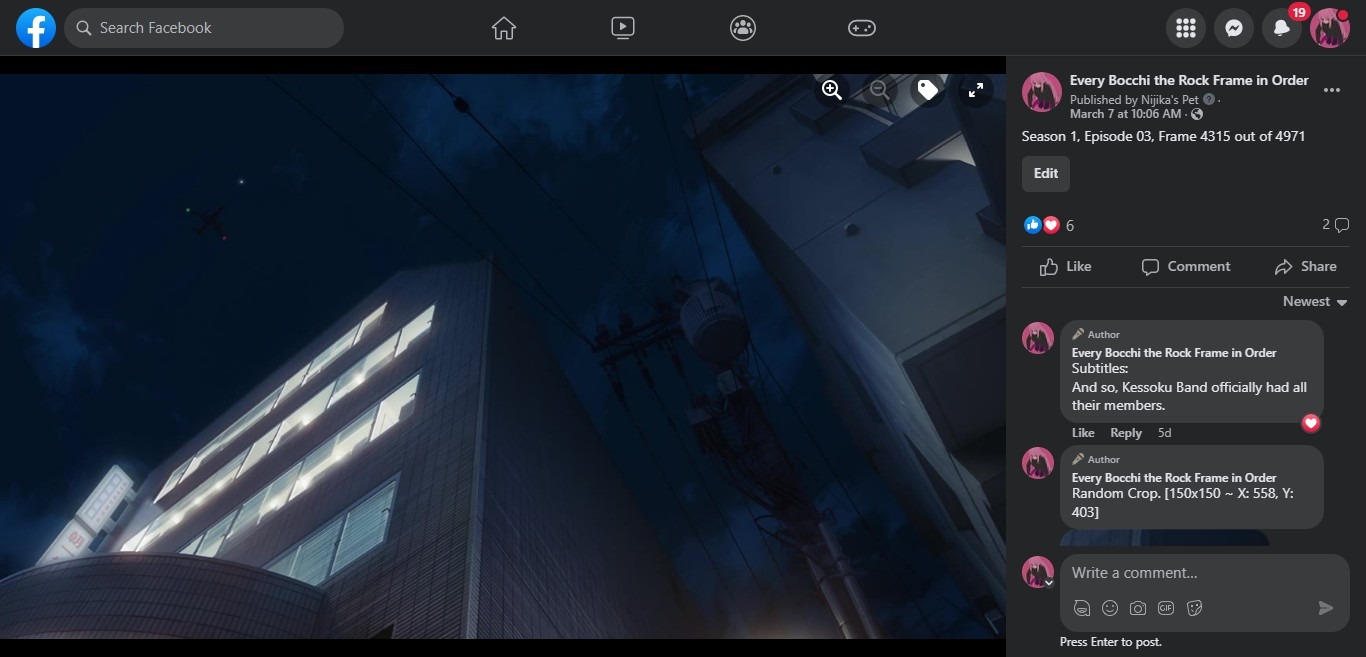 Search Facebook
19
Every Bocchi the Rock Frame in Order
Published by Nijika's Pet ·
March 7 at 10:06 AM ·
Season 1, Episode 03, Frame 4315 out of 4971
Edit
6
2
Like
Comment
Share
Newest
Author
Every Bocchi the Rock Frame in Order
Subtitles:
And so, Kessoku Band officially had all
their members.
Like
Reply
5d
Author
Every Bocchi the Rock Frame in Order
Random Crop. [150x150 ~ X: 558, Y:
403]
Write a comment...
GIF
Press Enter to post.